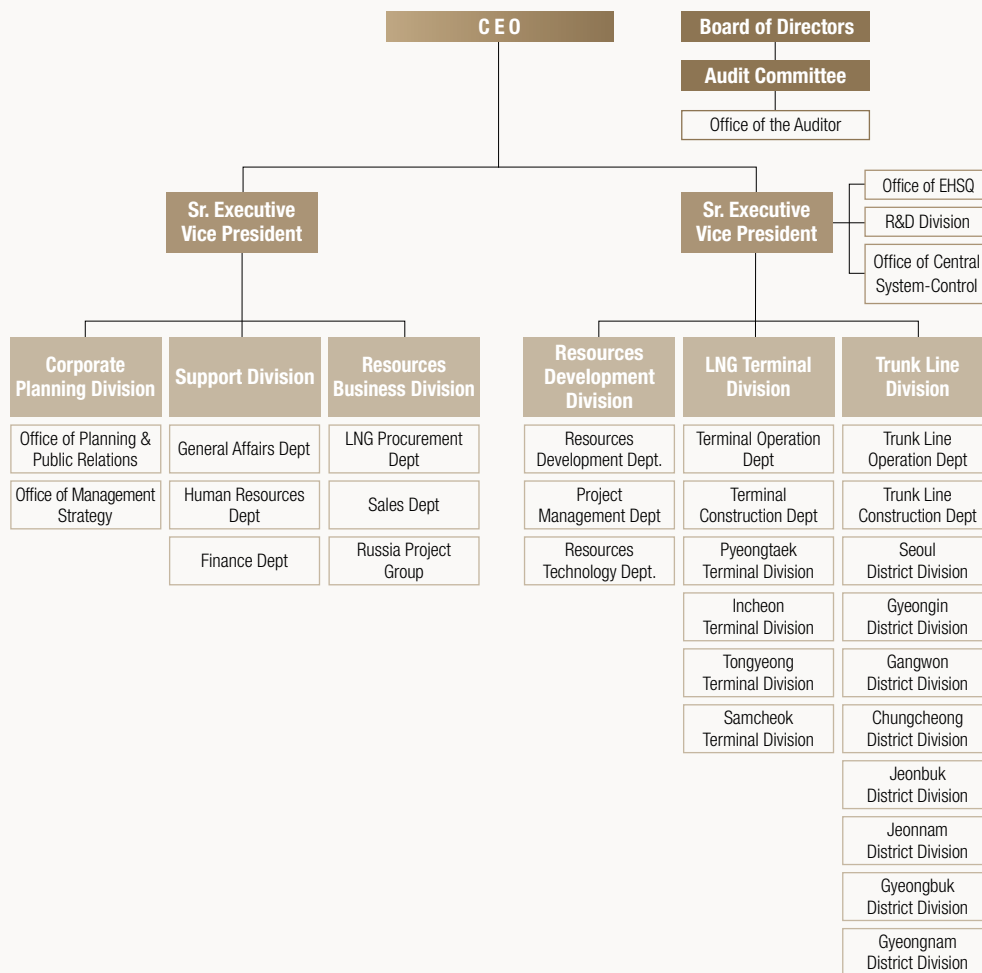 CEO
Board of Directors
Audit Committee
Office of the Auditor
Sr. Executive
Vice President
Sr. Executive
Vice President
Office of EHSQ
R&D Division
Office of Central
System-Control
Corporate
Planning Division
Office of Planning &
Public Relations
Office of Management
Strategy
Support Division
General Affairs Dept
Human Resources
Dept
Finance Dept
Resources
Business Division
LNG Procurement
Dept
Sales Dept
Russia Project
Group
Resources
Development
Division
Resources
Development Dept.
Project
Management Dept
Resources
Technology Dept.
LNG Terminal
Division
Terminal Operation
Dept
Terminal
Construction Dept
Pyeongtaek
Terminal Division
Incheon
Terminal Division
Tongyeong
Terminal Division
Samcheok
Terminal Division
Trunk Line
Division
Trunk Line
Operation Dept
Trunk Line
Construction Dept
Seoul
District Division
Gyeongin
District Division
Gangwon
District Division
Chungcheong
District Division
Jeonbuk
District Division
Jeonnam
District Division
Gyeongbuk
District Division
Gyeongnam
District Division